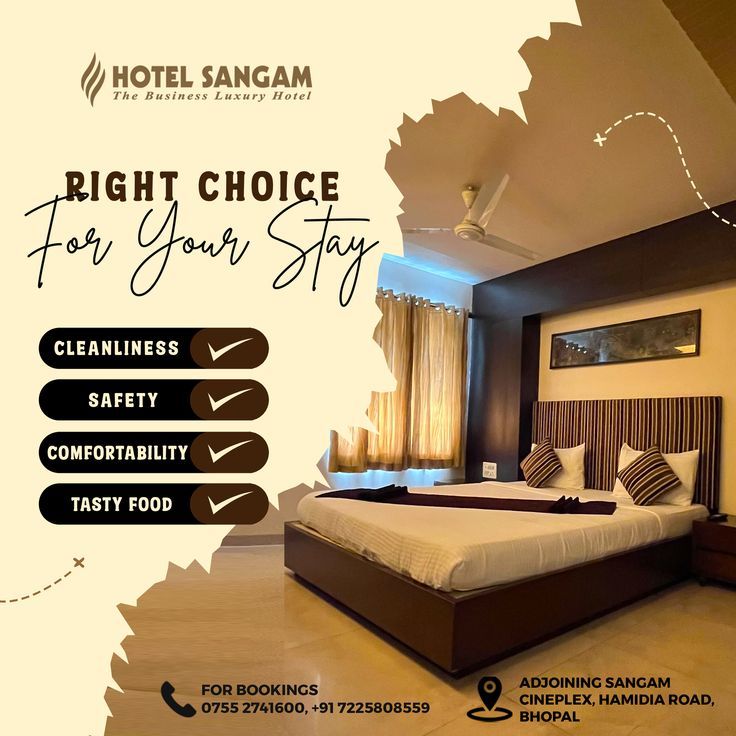 HOTEL SANGAM
The Business Luxury Hotel
RIGHT CHOICE
For Your Stay
CLEANLINESS
SAFETY
COMFORTABILITY
TASTY FOOD
FOR BOOKINGS
0755 2741600, +91 7225808559
ADJOINING SANGAM
CINEPLEX, HAMIDIA ROAD,
BHOPAL